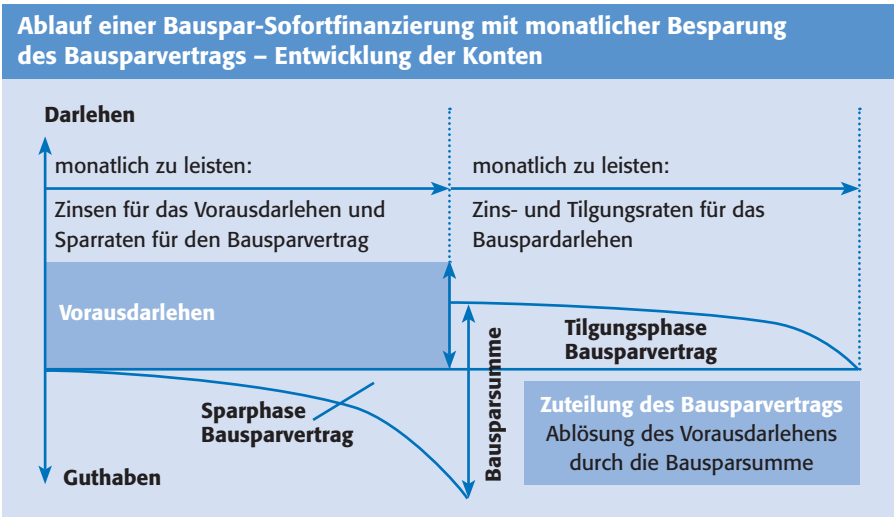 Ablauf einer Bauspar-Sofortfinanzierung mit monatlicher Besparung
des Bausparvertrags – Entwicklung der Konten
Darlehen
monatlich zu leisten:
Zinsen für das Vorausdarlehen und
Sparraten für den Bausparvertrag
monatlich zu leisten:
Zins- und Tilgungsraten für das
Bauspardarlehen
Vorausdarlehen
Tilgungsphase
Bausparvertrag
Bausparsumme
Sparphase
Bausparvertrag
Zuteilung des Bausparvertrags
Ablösung des Vorausdarlehens
durch die Bausparsumme
Guthaben